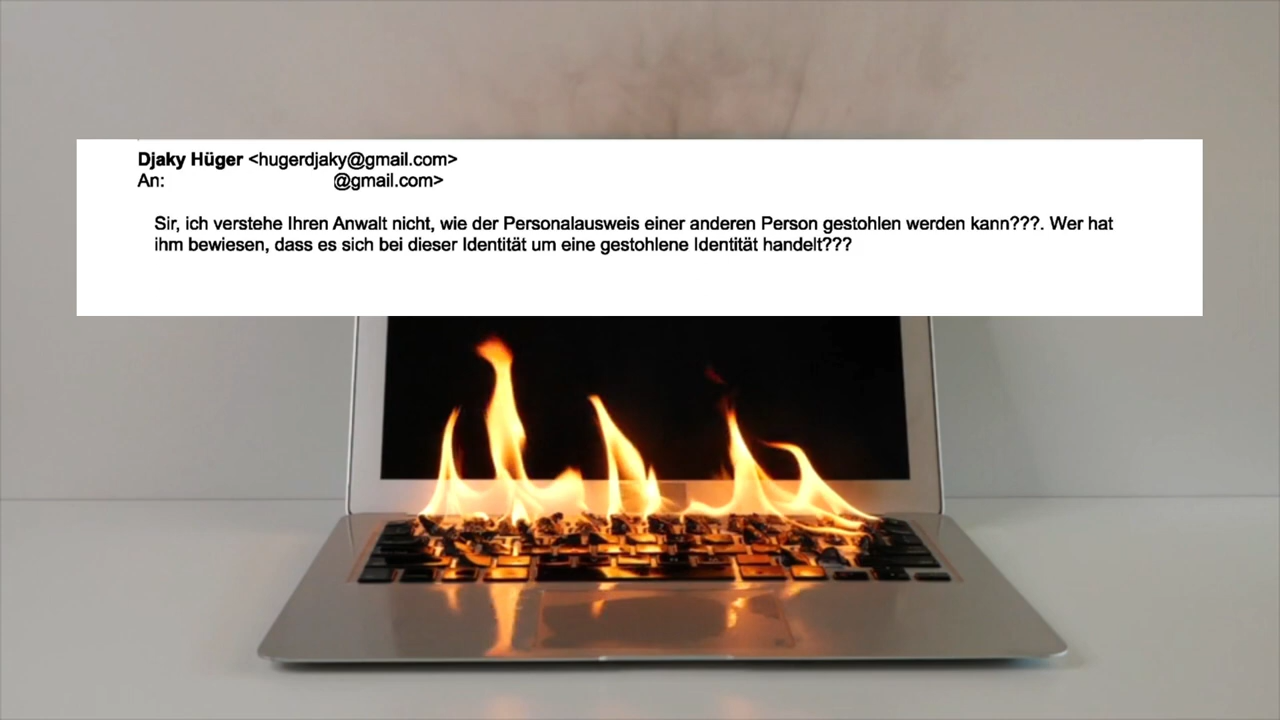 Djaky Hüger <hugerdjaky@gmail.com>
An: @gmail.com>
Sir, ich verstehe Ihren Anwalt nicht, wie der Personalausweis einer anderen Person gestohlen werden kann???. Wer hat
ihm bewiesen, dass es sich bei dieser Identität um eine gestohlene Identität handelt???